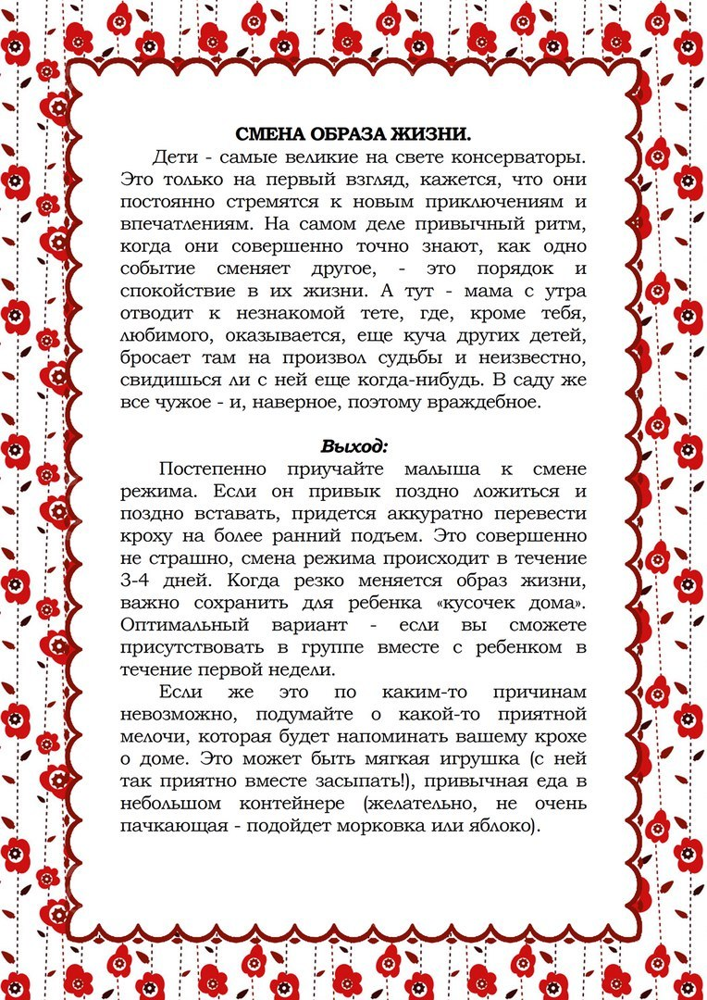 СМЕНА ОБРАЗА ЖИЗНИ.
Дети - самые великие на свете консерваторы.
Это только на первый взгляд, кажется, что они
постоянно стремятся к новым приключениям и
впечатлениям. На самом деле привычный ритм,
когда они совершенно точно знают, как одно
событие сменяет другое, - это порядок и
спокойствие в их жизни. А тут - мама с утра
отводит к незнакомой тете, где, кроме тебя,
любимого, оказывается, еще куча других детей,
бросает там на произвол судьбы и неизвестно,
свидишься ли с ней еще когда-нибудь. В саду же
все чужое - и, наверное, поэтому враждебное.
Выход:
Постепенно приучайте малыша к смене
режима. Если он привык поздно ложиться и
поздно вставать, придется аккуратно перевести
кроху на более ранний подъем. Это совершенно
не страшно, смена режима происходит в течение
3-4 дней. Когда резко меняется образ жизни,
важно сохранить для ребенка «кусочек дома».
Оптимальный вариант - если вы сможете
присутствовать в группе вместе с ребенком в
течение первой недели.
Если же это по каким-то причинам
невозможно, подумайте о какой-то приятной
мелочи, которая будет напоминать вашему крохе
о доме. Это может быть мягкая игрушка (с ней
так приятно вместе засыпать!), привычная еда в
небольшом контейнере (желательно, не очень
пачкающая - подойдет морковка или яблоко).